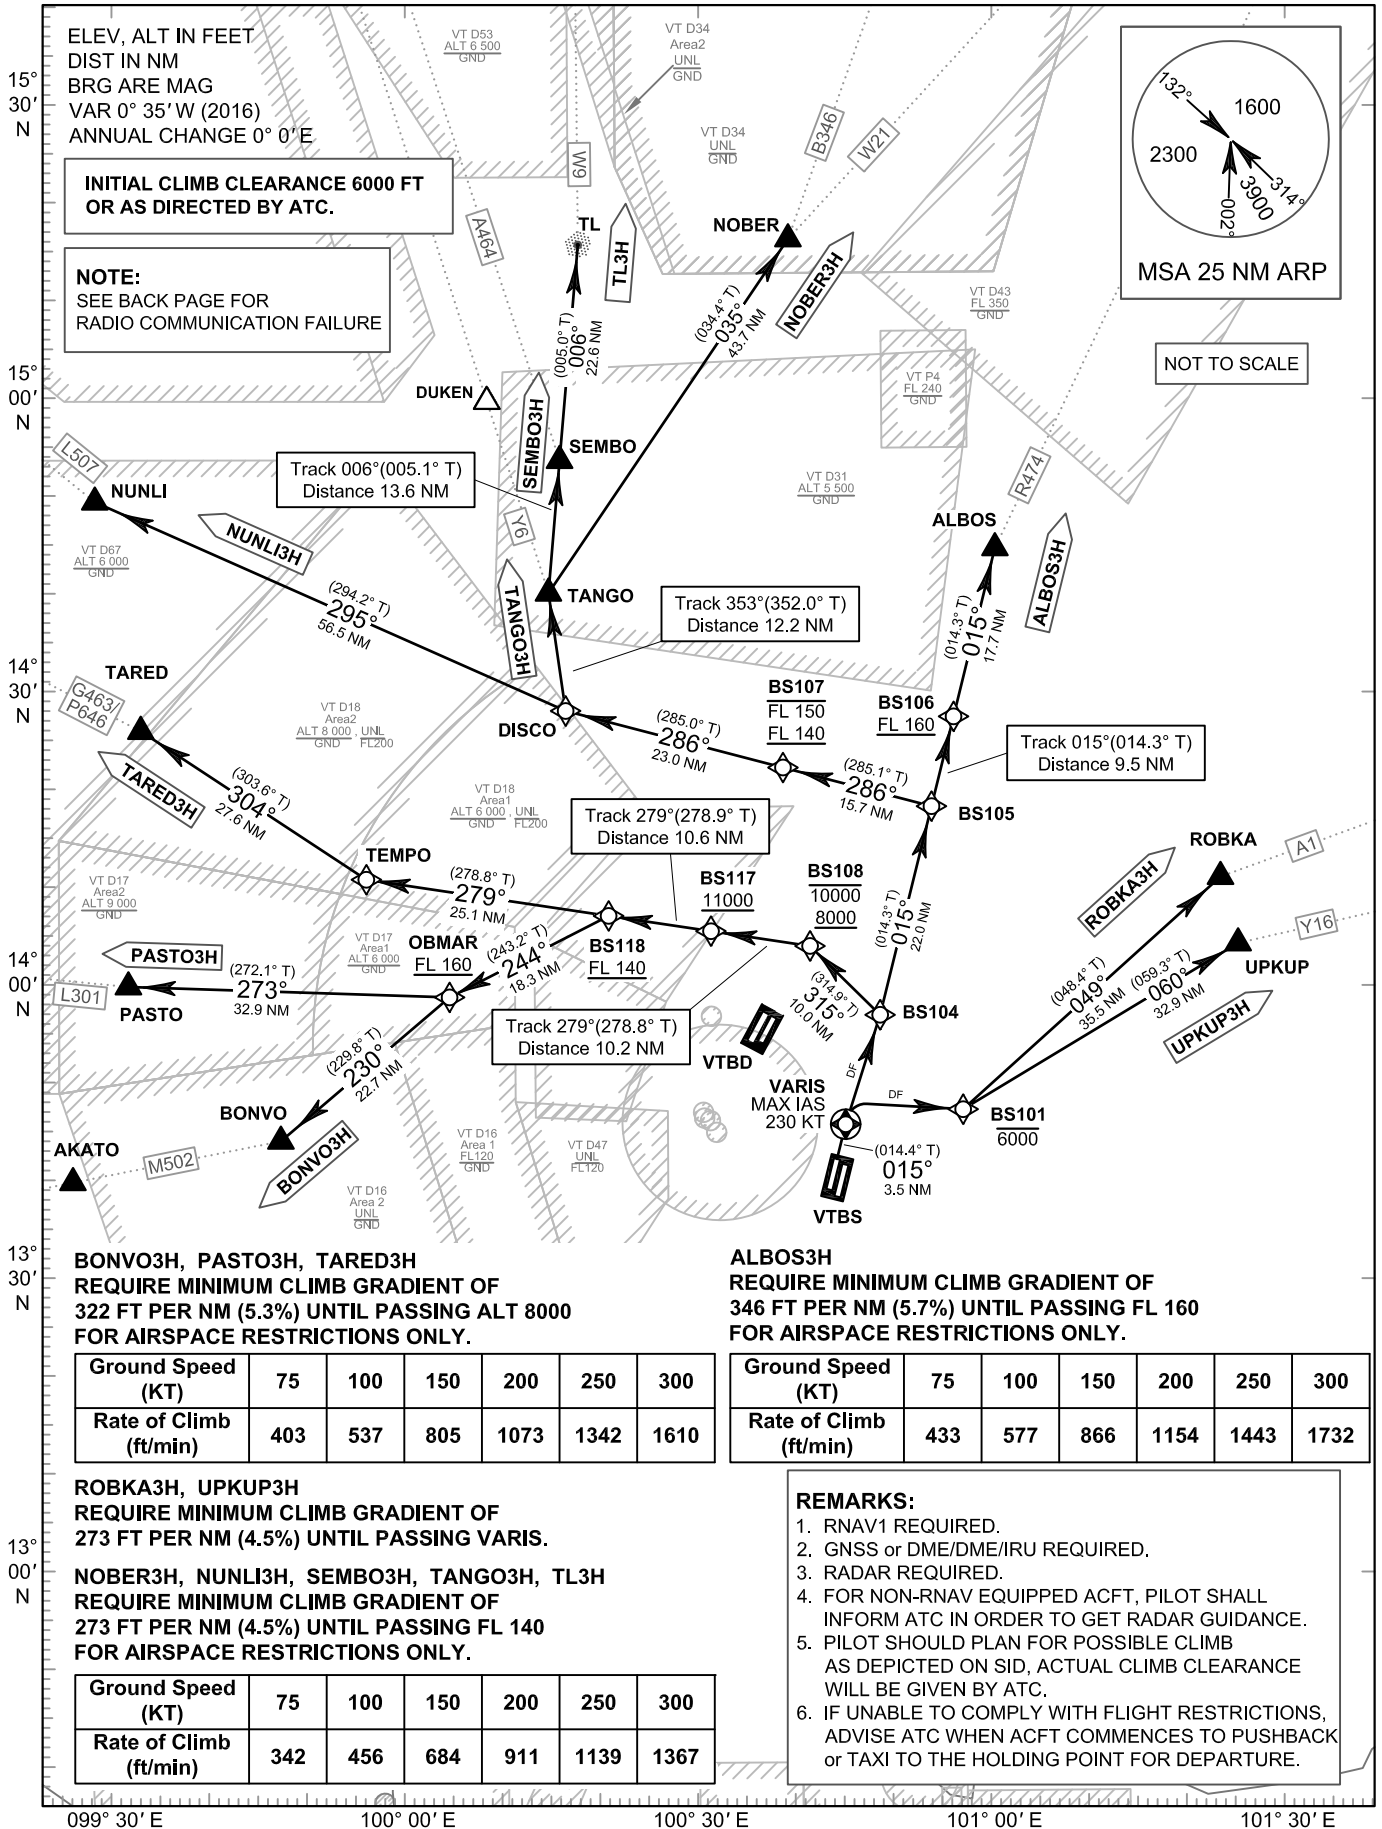 ELEV, ALT IN FEET
DIST IN NM
BRG ARE MAG
VAR 0° 35' W (2016)
ANNUAL CHANGE 0° 0' E
INITIAL CLIMB CLEARANCE 6000 FT
OR AS DIRECTED BY ATC.
NOTE:
SEE BACK PAGE FOR
RADIO COMMUNICATION FAILURE
VT D53
ALT 6 500
GND
VT D34
Area2
UNL
GND
VT D34
UNL
GND
B346
W21
W9
A464
132°
1600
2300
3900
314°
002°
MSA 25 NM ARP
NOT TO SCALE
TL
TL3H
NOBER
NOBER3H
(034.4° T)
035°
43.7 NM
(005.0° T)
006°
22.6 NM
VT D43
FL 350
GND
VT P4
FL 240
GND
DUKEN
SEMBO3H
SEMBO
Track 006°(005.1° T)
Distance 13.6 NM
VT D31
ALT 5 500
GND
R474
L507
NUNLI
NUNLI3H
Y6
ALBOS
ALBOS3H
VT D67
ALT 6 000
GND
(294.2° T)
295°
56.5 NM
TANGO
TANGO3H
Track 353°(352.0° T)
Distance 12.2 NM
(014.3° T)
015°
17.7 NM
TARED
G463/
P646
TARED3H
VT D18
Area2
ALT 8 000 , UNL
GND FL200
DISCO
BS107
FL 150
FL 140
BS106
FL 160
(285.0° T)
286°
23.0 NM
(285.1° T)
286°
15.7 NM
Track 015°(014.3° T)
Distance 9.5 NM
BS105
(303.6° T)
304°
27.6 NM
VT D18
Area1
ALT 6 000 , UNL
GND FL200
Track 279°(278.9° T)
Distance 10.6 NM
TEMPO
(278.8° T)
279°
25.1 NM
BS117
11000
BS108
10000
8000
(014.3° T)
015°
22.0 NM
ROBKA
A1
ROBKA3H
VT D17
Area2
ALT 9 000
GND
VT D17
Area1
ALT 6 000
GND
OBMAR
FL 160
(243.2° T)
244°
18.3 NM
BS118
FL 140
Y16
UPKUP
UPKUP3H
PASTO3H
L301
PASTO
(272.1° T)
273°
32.9 NM
(314.9° T)
315°
10.0 NM
BS104
(048.4° T)
049°
35.5 NM
(059.3° T)
060°
32.9 NM
Track 279°(278.8° T)
Distance 10.2 NM
VTBD
(229.8° T)
230°
22.7 NM
VARIS
MAX IAS
230 KT
DF
DF
BS101
6000
BONVO
BONVO3H
AKATO
M502
VT D16
Area 1
FL120
GND
VT D47
UNL
FL120
VT D16
Area 2
UNL
GND
(014.4° T)
015°
3.5 NM
VTBS
BONVO3H, PASTO3H, TARED3H
REQUIRE MINIMUM CLIMB GRADIENT OF
322 FT PER NM (5.3%) UNTIL PASSING ALT 8000
FOR AIRSPACE RESTRICTIONS ONLY.
Ground Speed (KT) 75 100 150 200 250 300
Rate of Climb (ft/min) 403 537 805 1073 1342 1610
ALBOS3H
REQUIRE MINIMUM CLIMB GRADIENT OF
346 FT PER NM (5.7%) UNTIL PASSING FL 160
FOR AIRSPACE RESTRICTIONS ONLY.
Ground Speed (KT) 75 100 150 200 250 300
Rate of Climb (ft/min) 433 577 866 1154 1443 1732
ROBKA3H, UPKUP3H
REQUIRE MINIMUM CLIMB GRADIENT OF
273 FT PER NM (4.5%) UNTIL PASSING VARIS.
NOBER3H, NUNLI3H, SEMBO3H, TANGO3H, TL3H
REQUIRE MINIMUM CLIMB GRADIENT OF
273 FT PER NM (4.5%) UNTIL PASSING FL 140
FOR AIRSPACE RESTRICTIONS ONLY.
Ground Speed (KT) 75 100 150 200 250 300
Rate of Climb (ft/min) 342 456 684 911 1139 1367
REMARKS:
1. RNAV1 REQUIRED.
2. GNSS or DME/DME/IRU REQUIRED.
3. RADAR REQUIRED.
4. FOR NON-RNAV EQUIPPED ACFT, PILOT SHALL
INFORM ATC IN ORDER TO GET RADAR GUIDANCE.
5. PILOT SHOULD PLAN FOR POSSIBLE CLIMB
AS DEPICTED ON SID, ACTUAL CLIMB CLEARANCE
WILL BE GIVEN BY ATC.
6. IF UNABLE TO COMPLY WITH FLIGHT RESTRICTIONS,
ADVISE ATC WHEN ACFT COMMENCES TO PUSHBACK
or TAXI TO THE HOLDING POINT FOR DEPARTURE.
15°
30'
N
15°
00'
N
14°
30'
N
14°
00'
N
13°
30'
N
13°
00'
N
099° 30' E
100° 00' E
100° 30' E
101° 00' E
101° 30' E